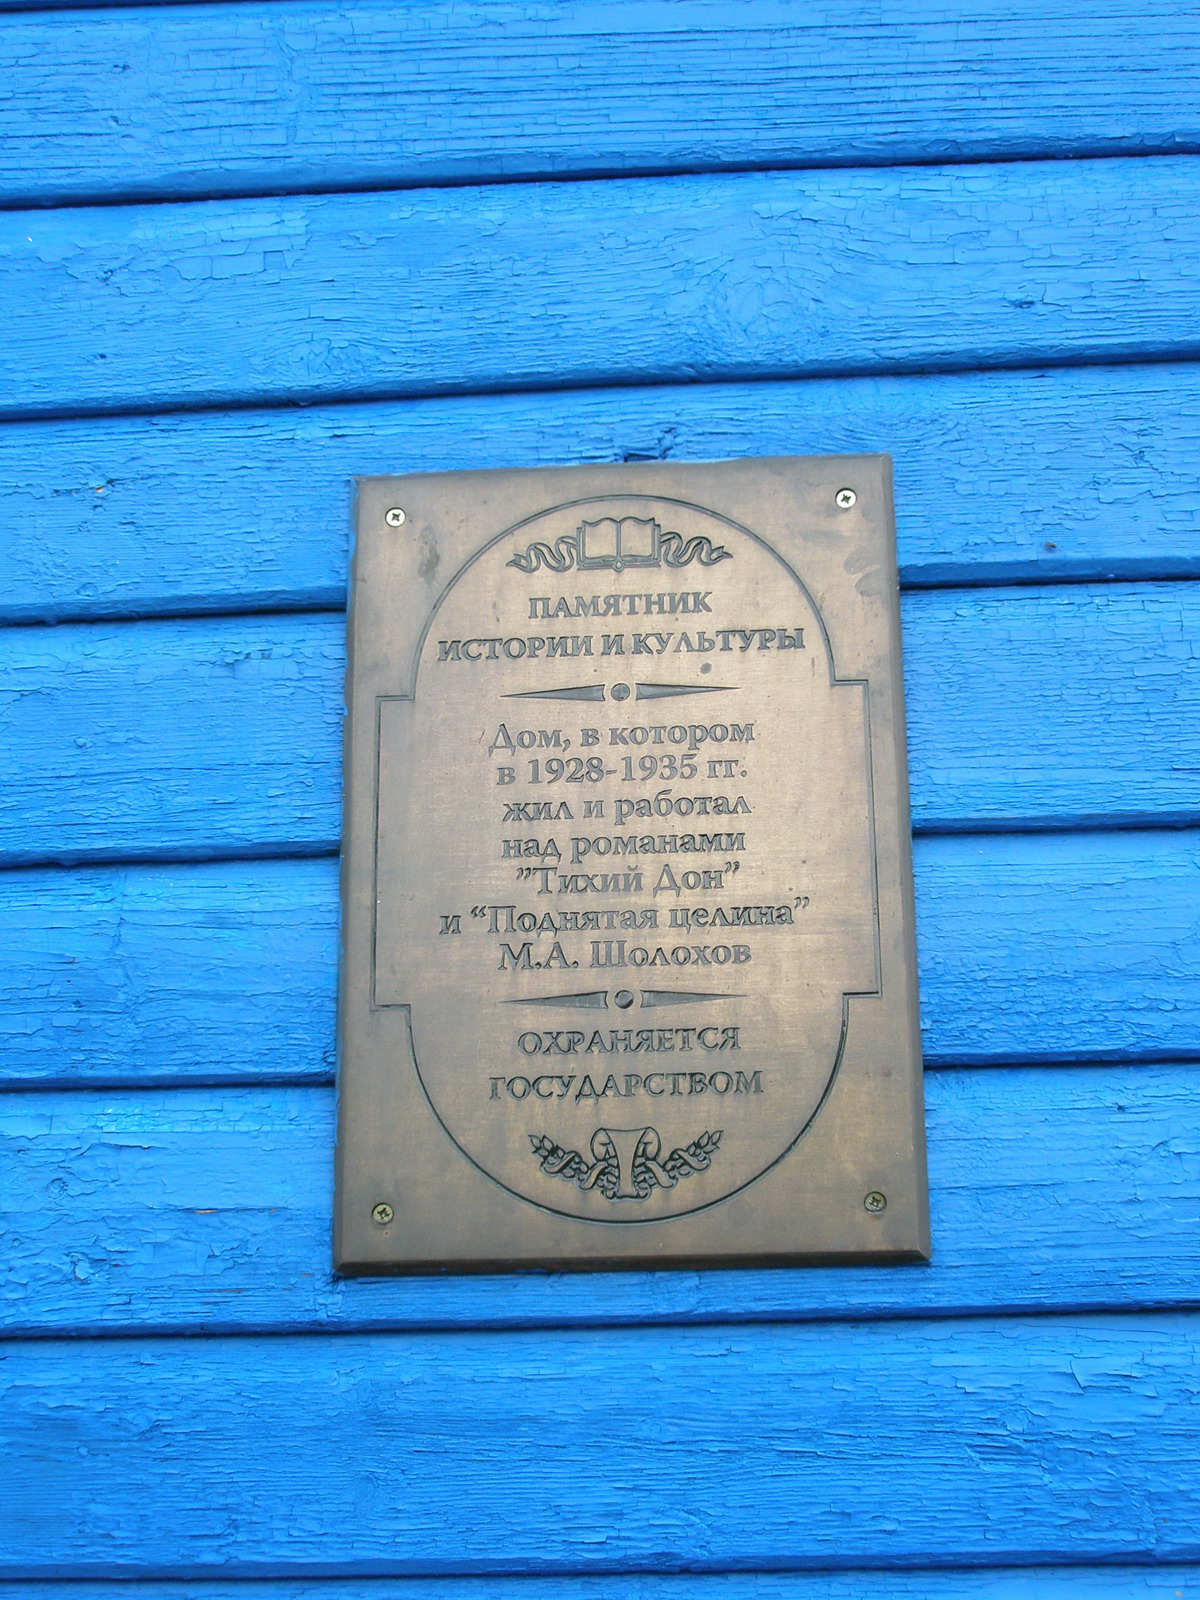 ПАМЯТНИК
ИСТОРИИ И КУЛЬТУРЫ
Дом, в котором
в 1928-1935 гг.
жил и работал
над романами
”Тихий Дон”
и “Поднятая целина”
М.А. Шолохов
ОХРАНЯЕТСЯ
ГОСУДАРСТВОМ